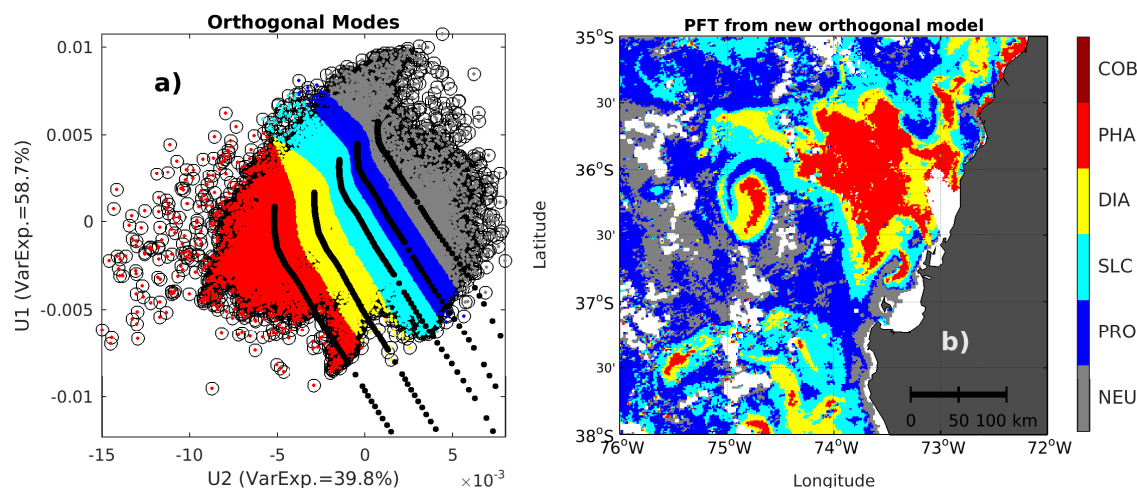 Orthogonal Modes
a)
0.01
0.005
0
-0.005
-0.01
U1 (VarExp.=58.7%)
-15
-10
-5
0
5
U2 (VarExp.=39.8%)
×10⁻³
PFT from new orthogonal model
35°S
30'
36°S
30'
37°S
30'
38°S
Latitude
76°W
75°W
74°W
73°W
72°W
Longitude
b)
0 50 100 km
COB
PHA
DIA
SLC
PRO
NEU